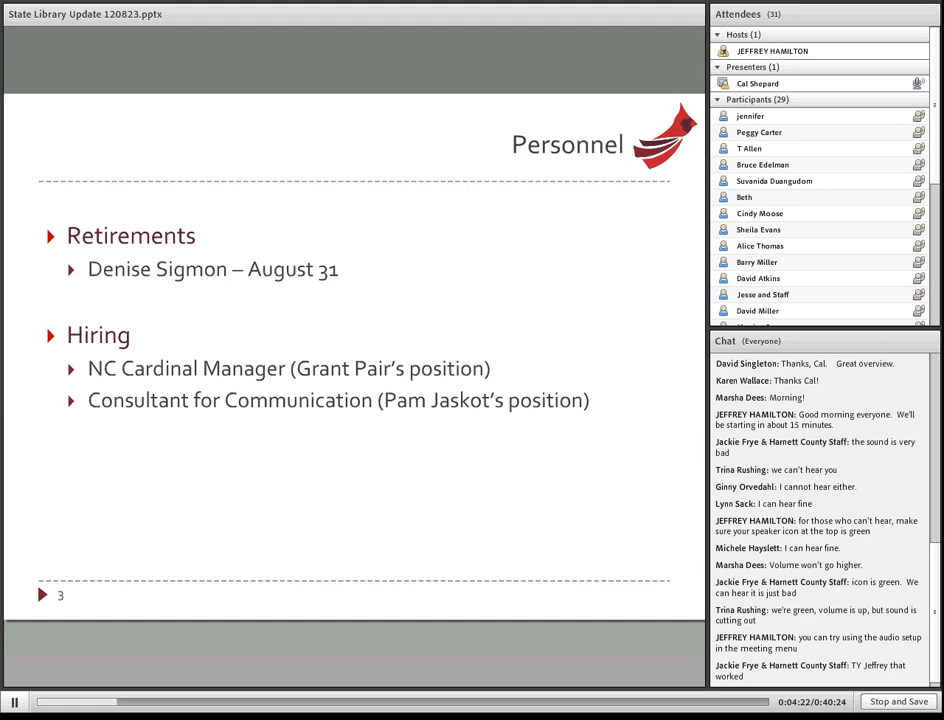 State Library Update 120823.pptx
Personnel
Retirements
Denise Sigmon – August 31
Hiring
NC Cardinal Manager (Grant Pair's position)
Consultant for Communication (Pam Jaskot's position)
3
Attendees (31)
Hosts (1)
JEFFREY HAMILTON
Presenters (1)
Cal Shepard
Participants (29)
jennifer
Peggy Carter
T Allen
Bruce Edelman
Suvanida Duangudom
Beth
Cindy Moose
Sheila Evans
Alice Thomas
Barry Miller
David Atkins
Jesse and Staff
David Miller
Chat (Everyone)
David Singleton: Thanks, Cal. Great overview.
Karen Wallace: Thanks Cal!
Marsha Dees: Morning!
JEFFREY HAMILTON: Good morning everyone. We'll
be starting in about 15 minutes.
Jackie Frye & Harnett County Staff: the sound is very
bad
Trina Rushing: we can't hear you
Ginny Orvedahl: I cannot hear either.
Lynn Sack: I can hear fine
JEFFREY HAMILTON: for those who can't hear, make
sure your speaker icon at the top is green
Michele Hayslett: I can hear fine.
Marsha Dees: Volume won't go higher.
Jackie Frye & Harnett County Staff: icon is green. We
can hear it is just bad
Trina Rushing: we're green, volume is up, but sound is
cutting out
JEFFREY HAMILTON: you can try using the audio setup
in the meeting menu
Jackie Frye & Harnett County Staff: TY Jeffrey that
worked
0:04:22/0:40:24
Stop and Save